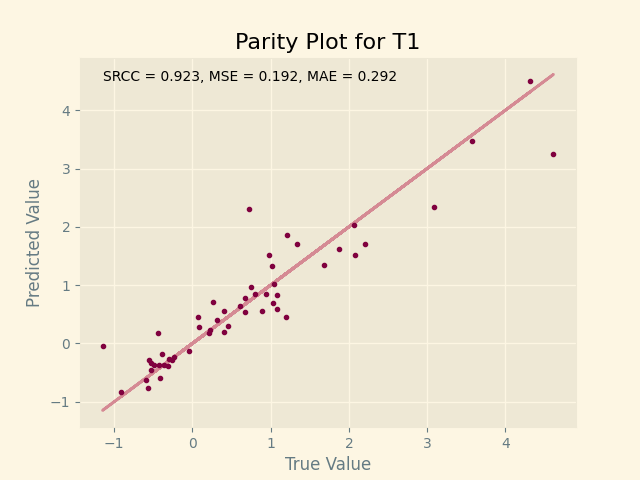 Parity Plot for T1
SRCC = 0.923, MSE = 0.192, MAE = 0.292
4
3
2
1
0
−1
Predicted Value
−1 0 1 2 3 4
True Value